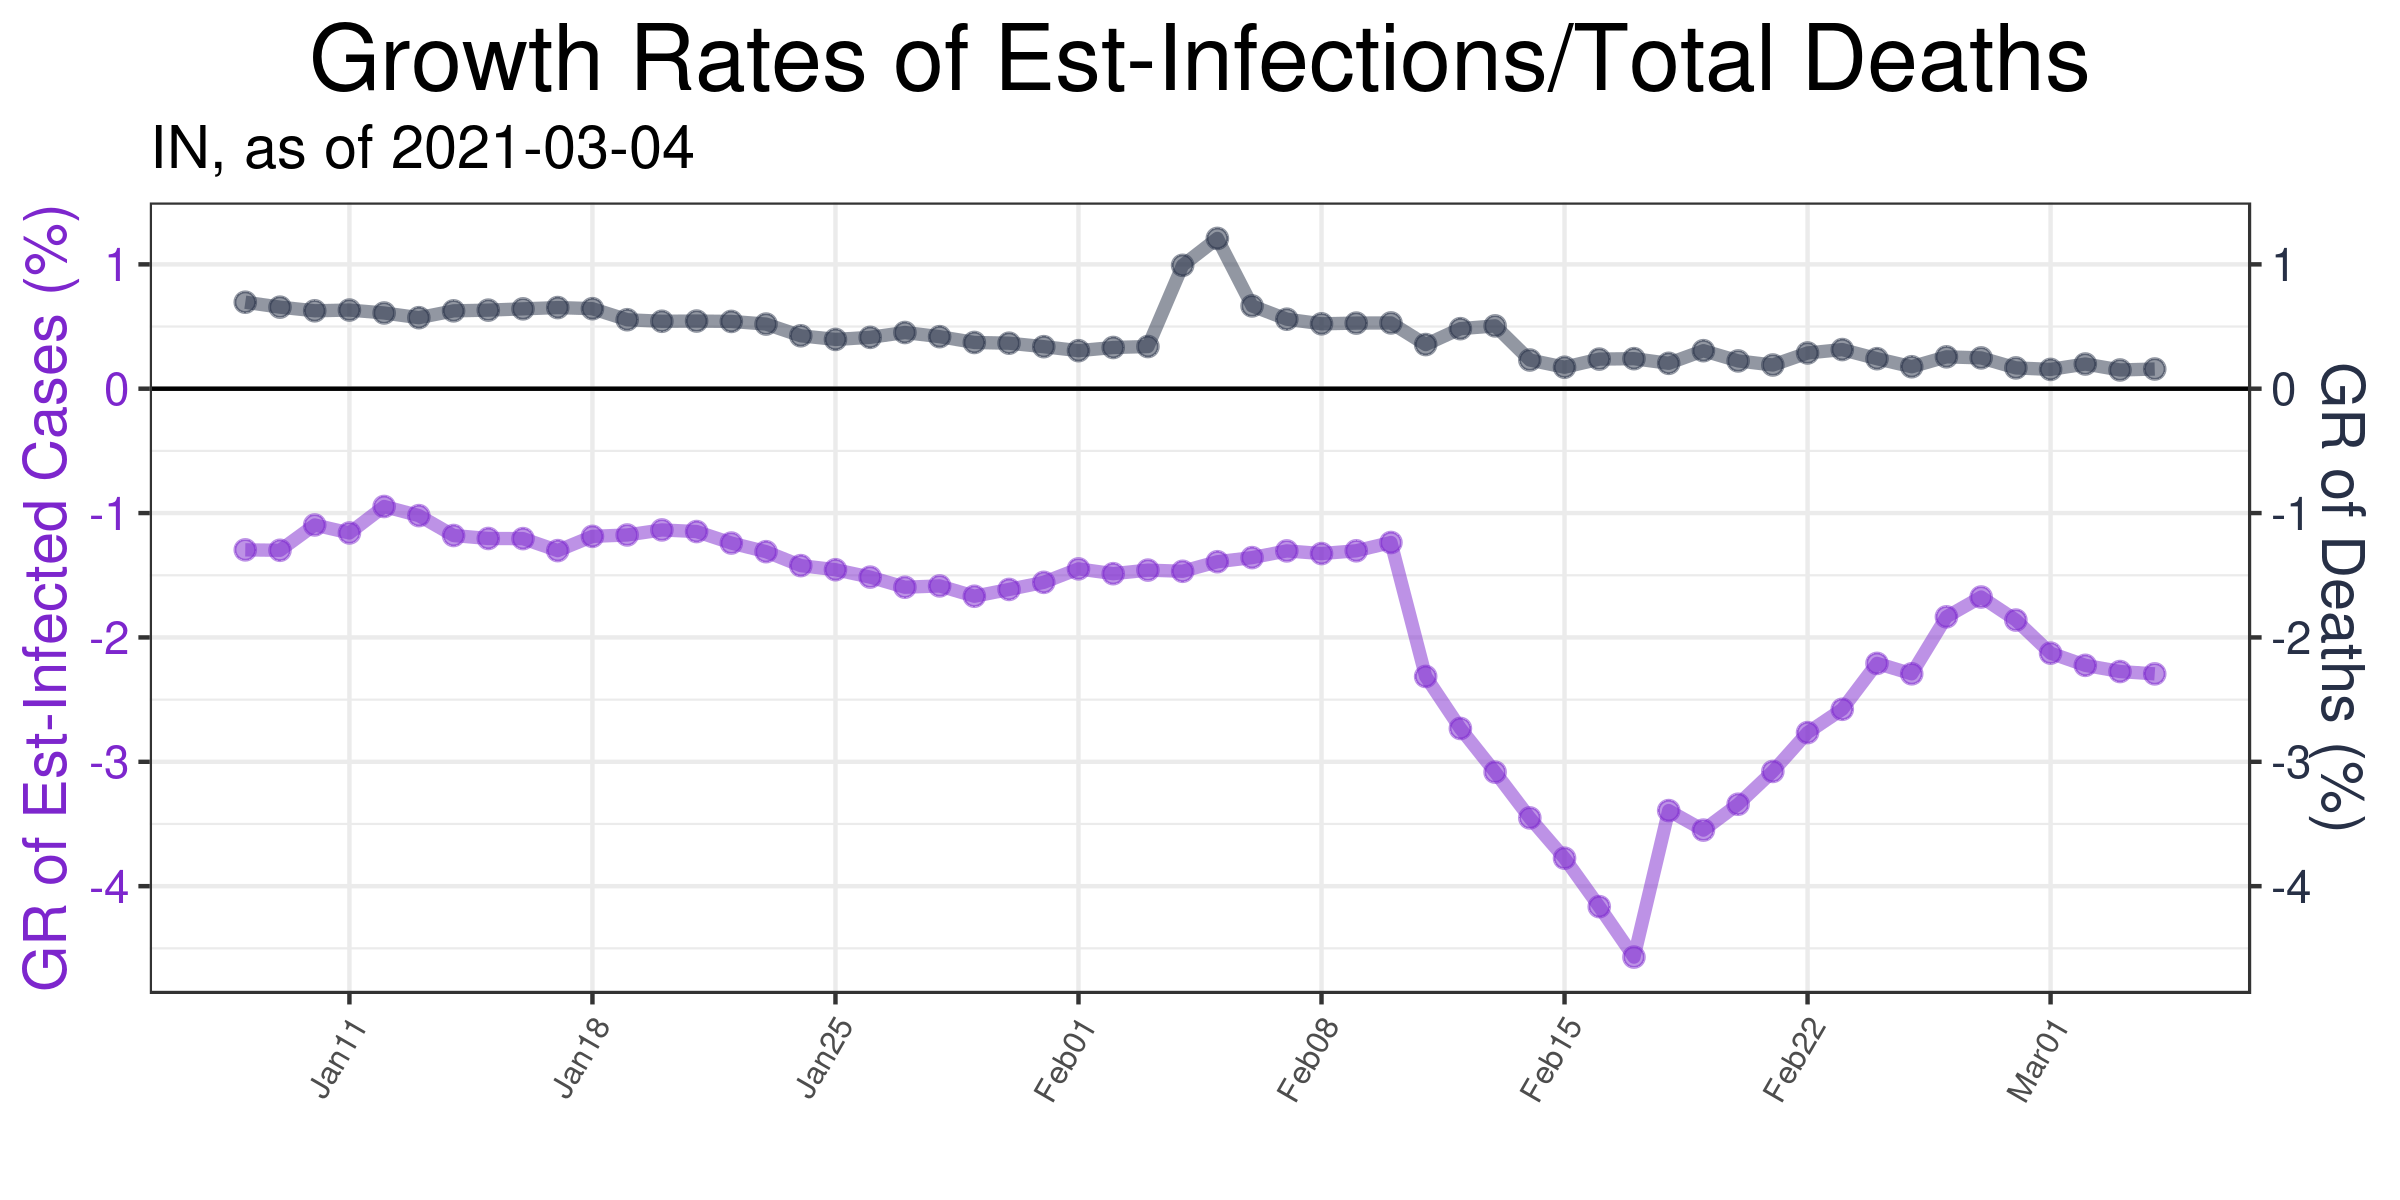 Growth Rates of Est-Infections/Total Deaths
IN, as of 2021-03-04
GR of Est-Infected Cases (%)
1
0
-1
-2
-3
-4
1
0
-1
-2
-3
-4
GR of Deaths (%)
Jan11
Jan18
Jan25
Feb01
Feb08
Feb15
Feb22
Mar01